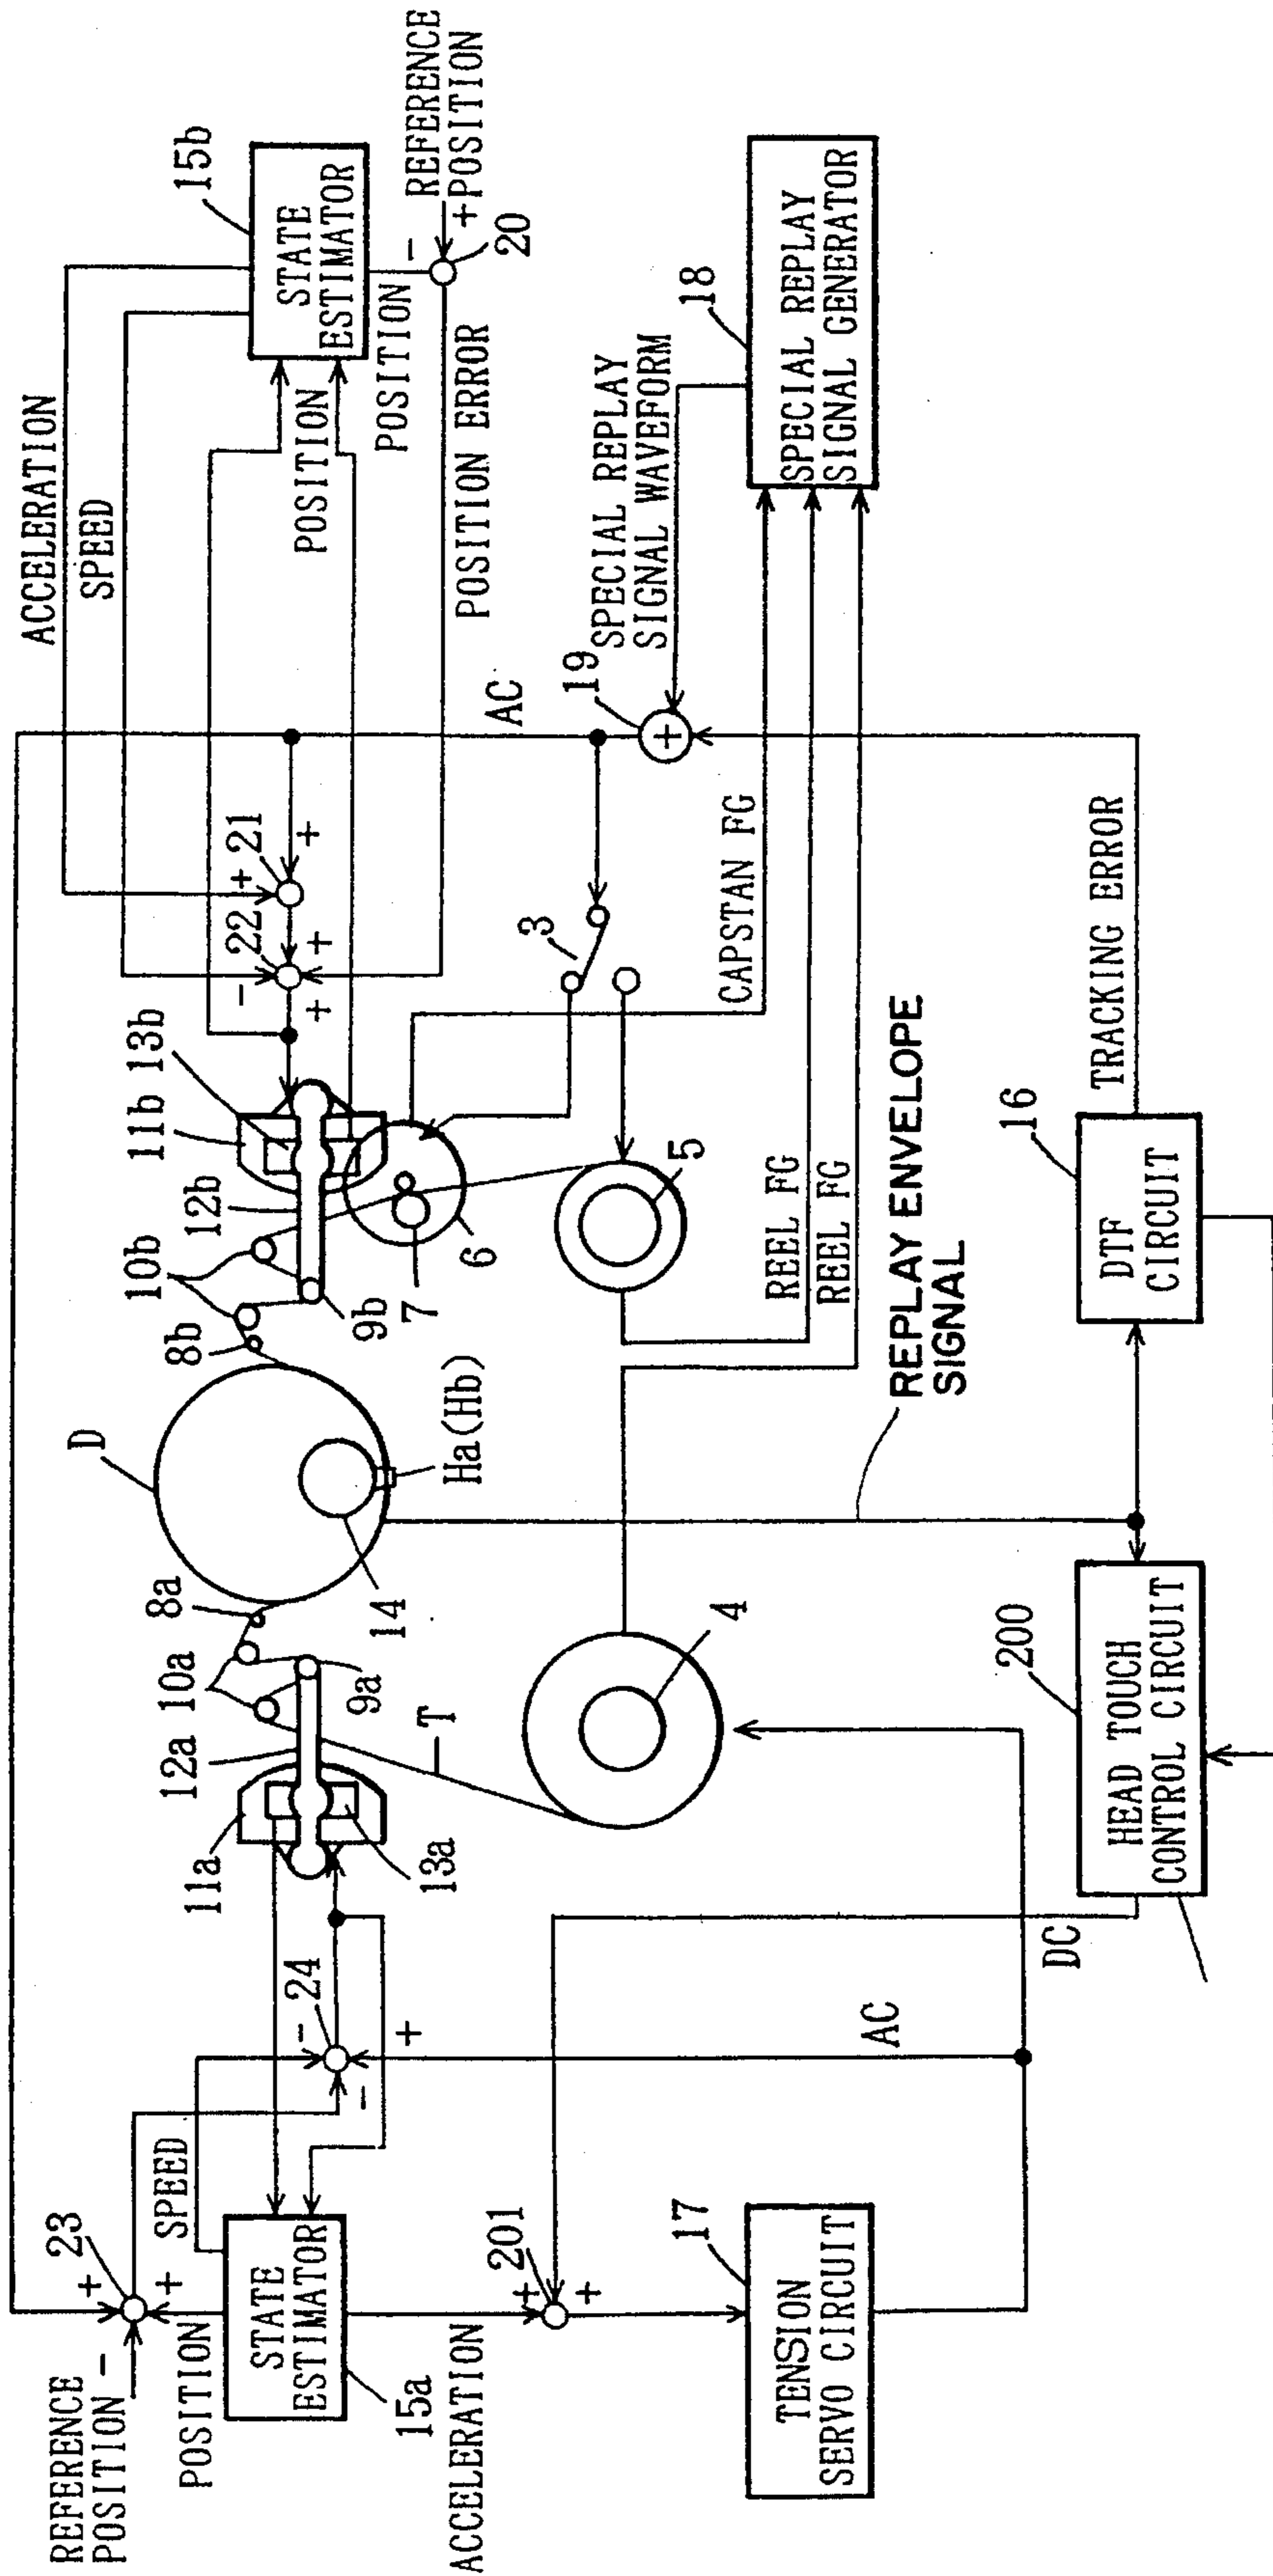 REFERENCE
POSITION
-
+
23
+
POSITION
SPEED
STATE
ESTIMATOR
15a
ACCELERATION
+
201
+
17
TENSION
SERVO CIRCUIT
-
24
-
+
AC
DC
11a
12a
10a
8a
13a
9a
T
4
200
HEAD TOUCH
CONTROL CIRCUIT
D
14
Ha(Hb)
REPLAY ENVELOPE
SIGNAL
8b
10b
9b
12b
11b
13b
7
6
5
3
REEL FG
REEL FG
CAPSTAN FG
16
DTF
CIRCUIT
TRACKING ERROR
-
22
+
21
+
+
+
AC
19
+
SPECIAL REPLAY
SIGNAL WAVEFORM
18
SPECIAL REPLAY
SIGNAL GENERATOR
ACCELERATION
SPEED
POSITION
POSITION
POSITION ERROR
15b
STATE
ESTIMATOR
-
+
20
REFERENCE
POSITION